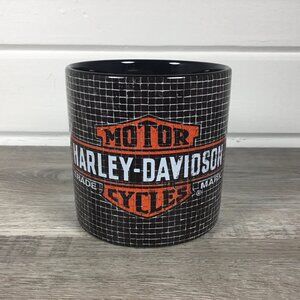 MOTOR
HARLEY-DAVIDSON
TRADE MARK
CYCLES
®